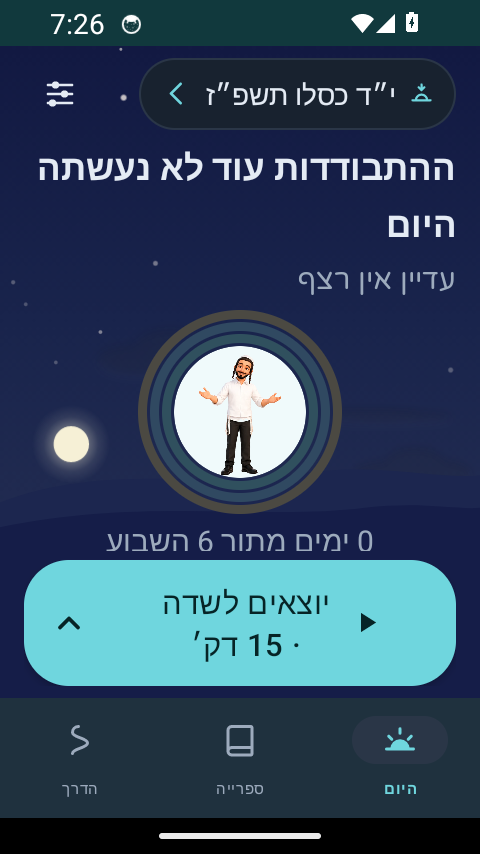 7:26
י״ד כסלו תשפ״ז
ההתבודדות עוד לא נעשתה
היום
עדיין אין רצף
0 ימים מתור 6 השבוע
יוצאים לשדה
· 15 דק׳
היום
ספרייה
הדרך